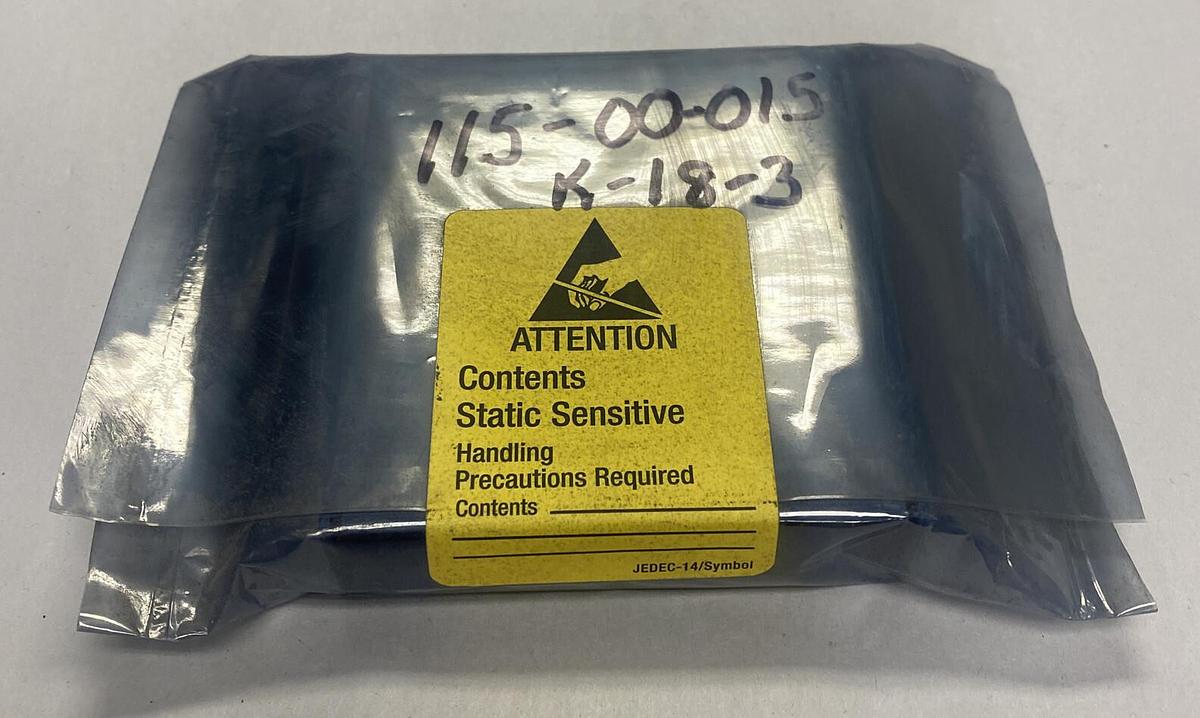 115-00-015
K-18-3
ATTENTION
Contents
Static Sensitive
Handling
Precautions Required
Contents
JEDEC-14/Symbol